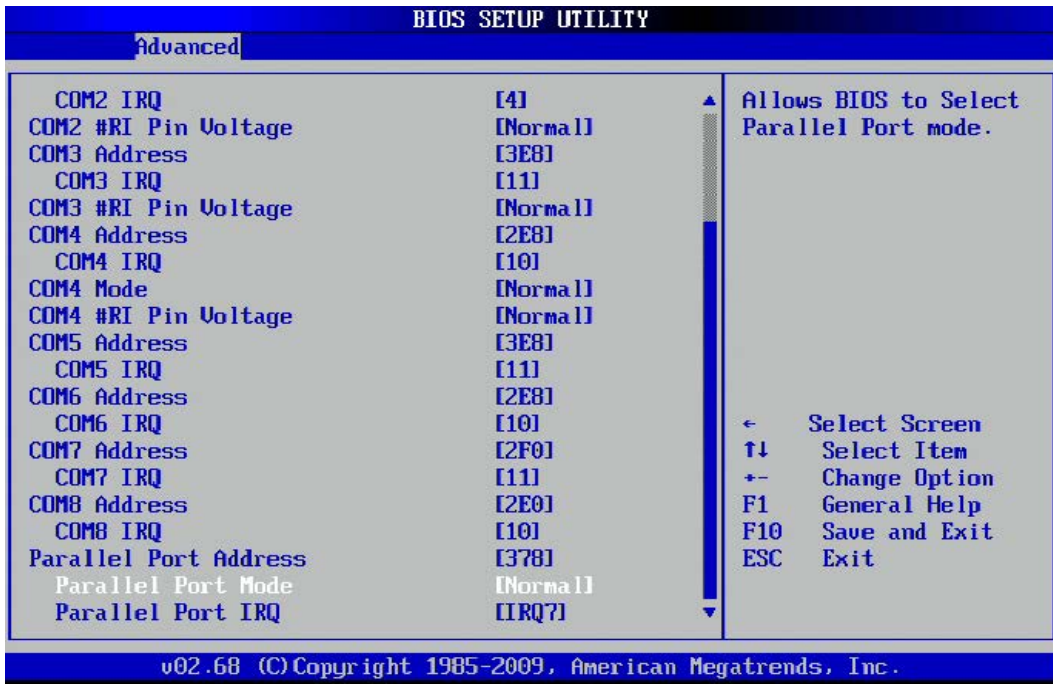 BIOS SETUP UTILITY
Advanced
COM2 IRQ [4]
COM2 #RI Pin Voltage [Normal]
COM3 Address [3E8]
COM3 IRQ [11]
COM3 #RI Pin Voltage [Normal]
COM4 Address [2E8]
COM4 IRQ [10]
COM4 Mode [Normal]
COM4 #RI Pin Voltage [Normal]
COM5 Address [3E8]
COM5 IRQ [11]
COM6 Address [2E8]
COM6 IRQ [10]
COM7 Address [2F0]
COM7 IRQ [11]
COM8 Address [2E0]
COM8 IRQ [10]
Parallel Port Address [378]
Parallel Port Mode [Normal]
Parallel Port IRQ [IRQ7]
Allows BIOS to Select
Parallel Port mode.
← Select Screen
↑↓ Select Item
+- Change Option
F1 General Help
F10 Save and Exit
ESC Exit
v02.68 (C)Copyright 1985-2009, American Megatrends, Inc.